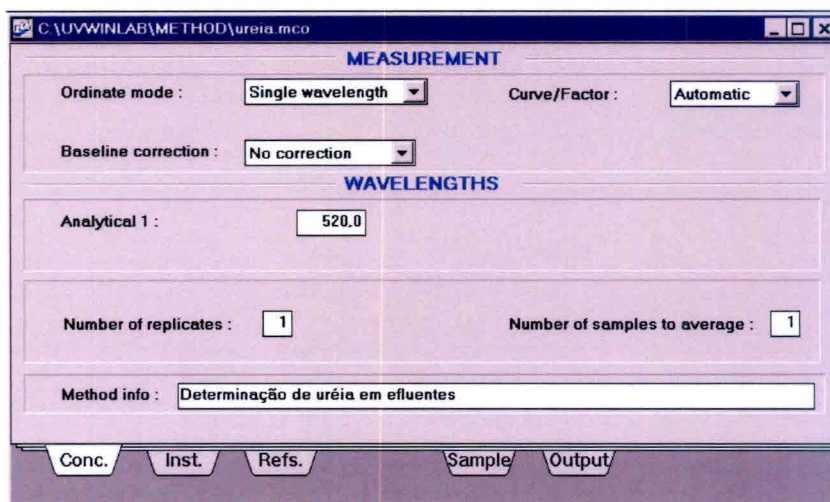 C:\UVWINLAB\METHOD\ureia.mco
MEASUREMENT
Ordinate mode : Single wavelength Curve/Factor : Automatic
Baseline correction : No correction
WAVELENGTHS
Analytical 1 : 520,0
Number of replicates : 1 Number of samples to average : 1
Method info : Determinação de uréia em efluentes
Conc. Inst. Refs. Sample Output